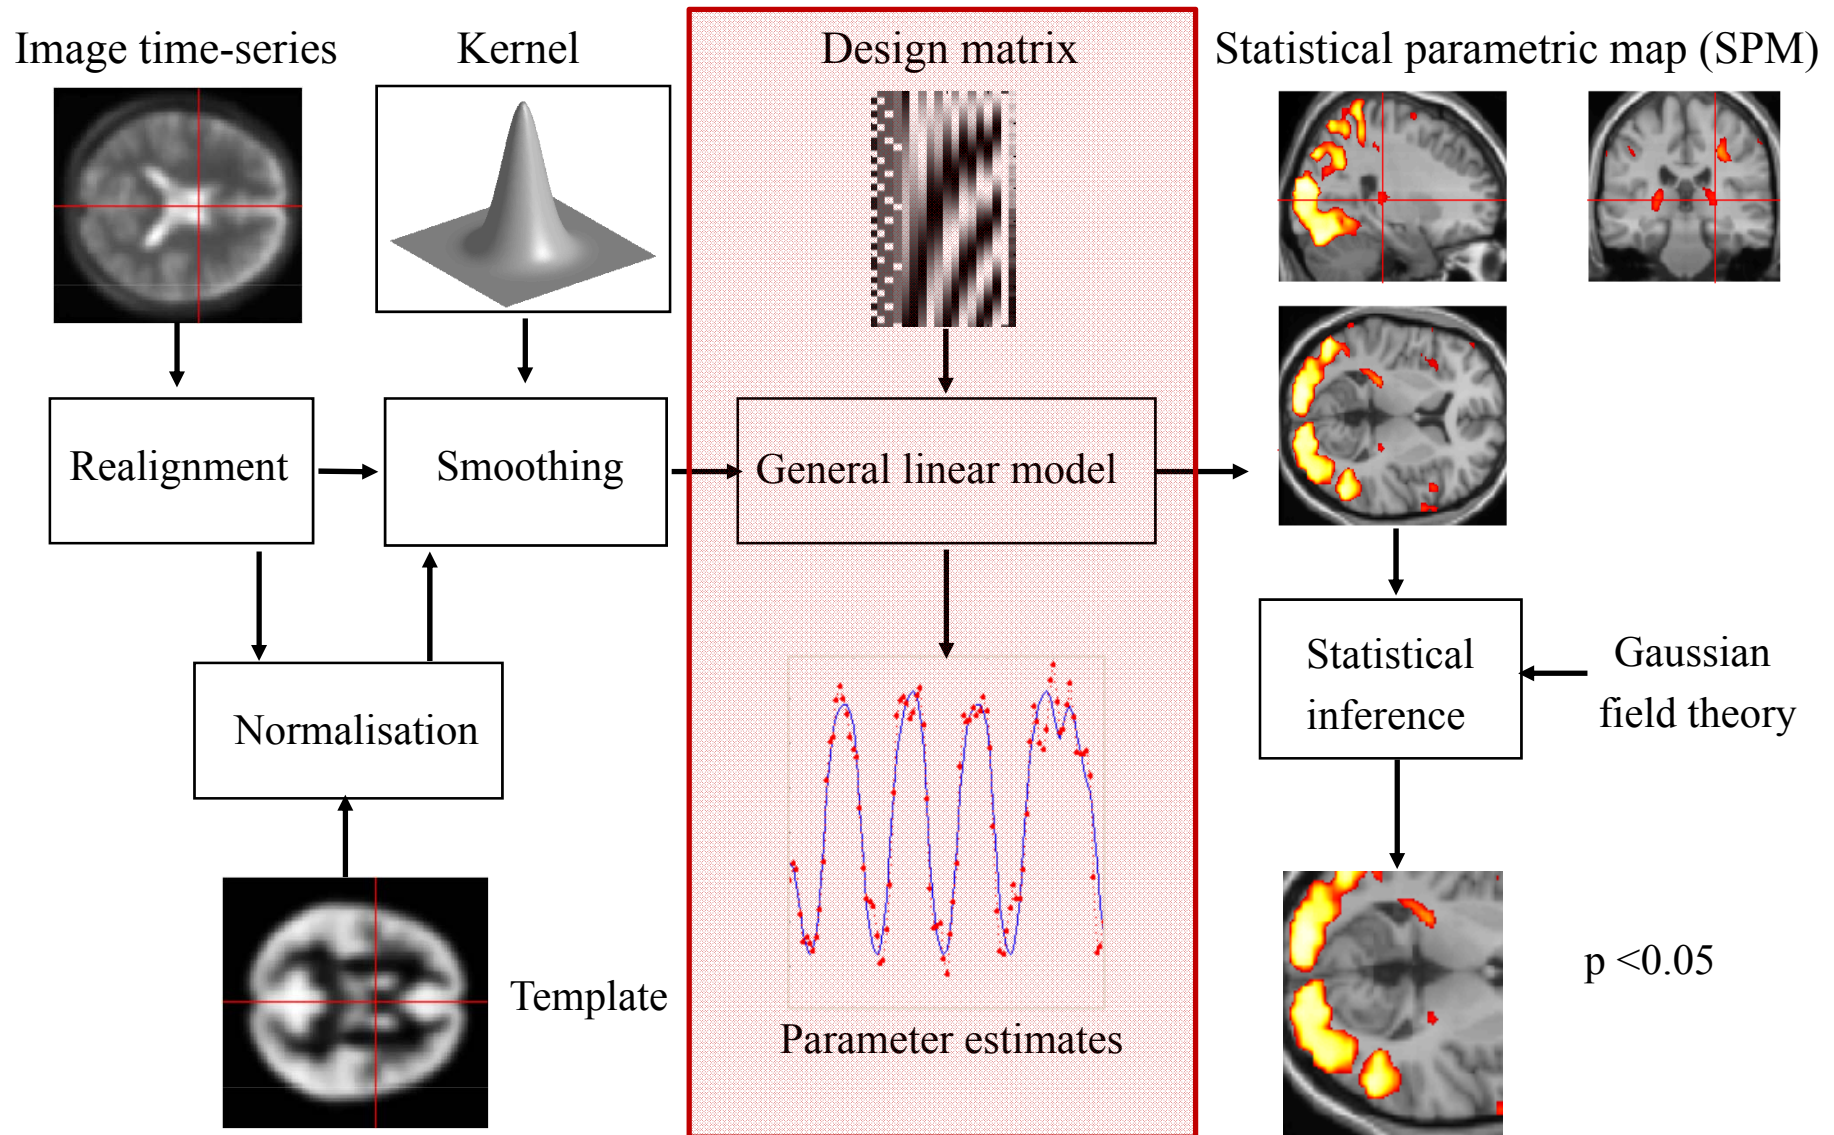 Image time-series
Kernel
Design matrix
Statistical parametric map (SPM)
Realignment
Smoothing
General linear model
Normalisation
Statistical
inference
Gaussian
field theory
Template
Parameter estimates
p <0.05